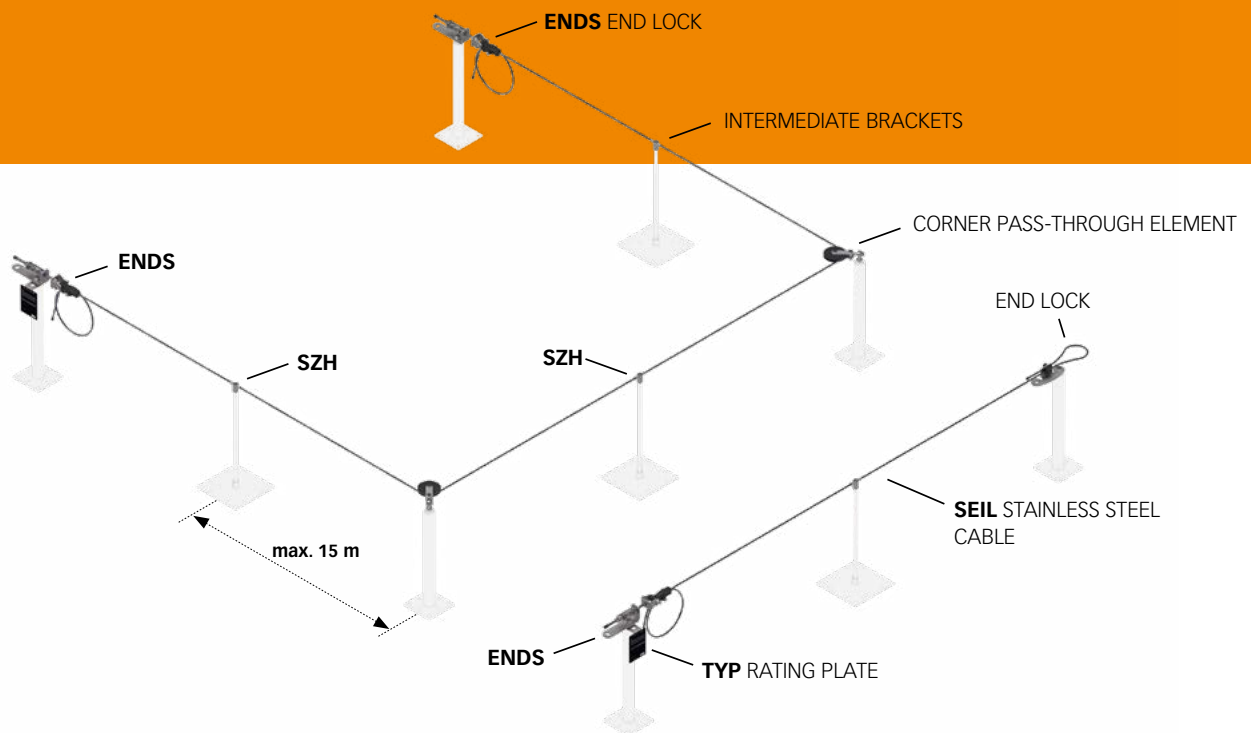 ENDS END LOCK
INTERMEDIATE BRACKETS
CORNER PASS-THROUGH ELEMENT
ENDS
END LOCK
SZH
SZH
SEIL STAINLESS STEEL
CABLE
max. 15 m
ENDS
TYP RATING PLATE